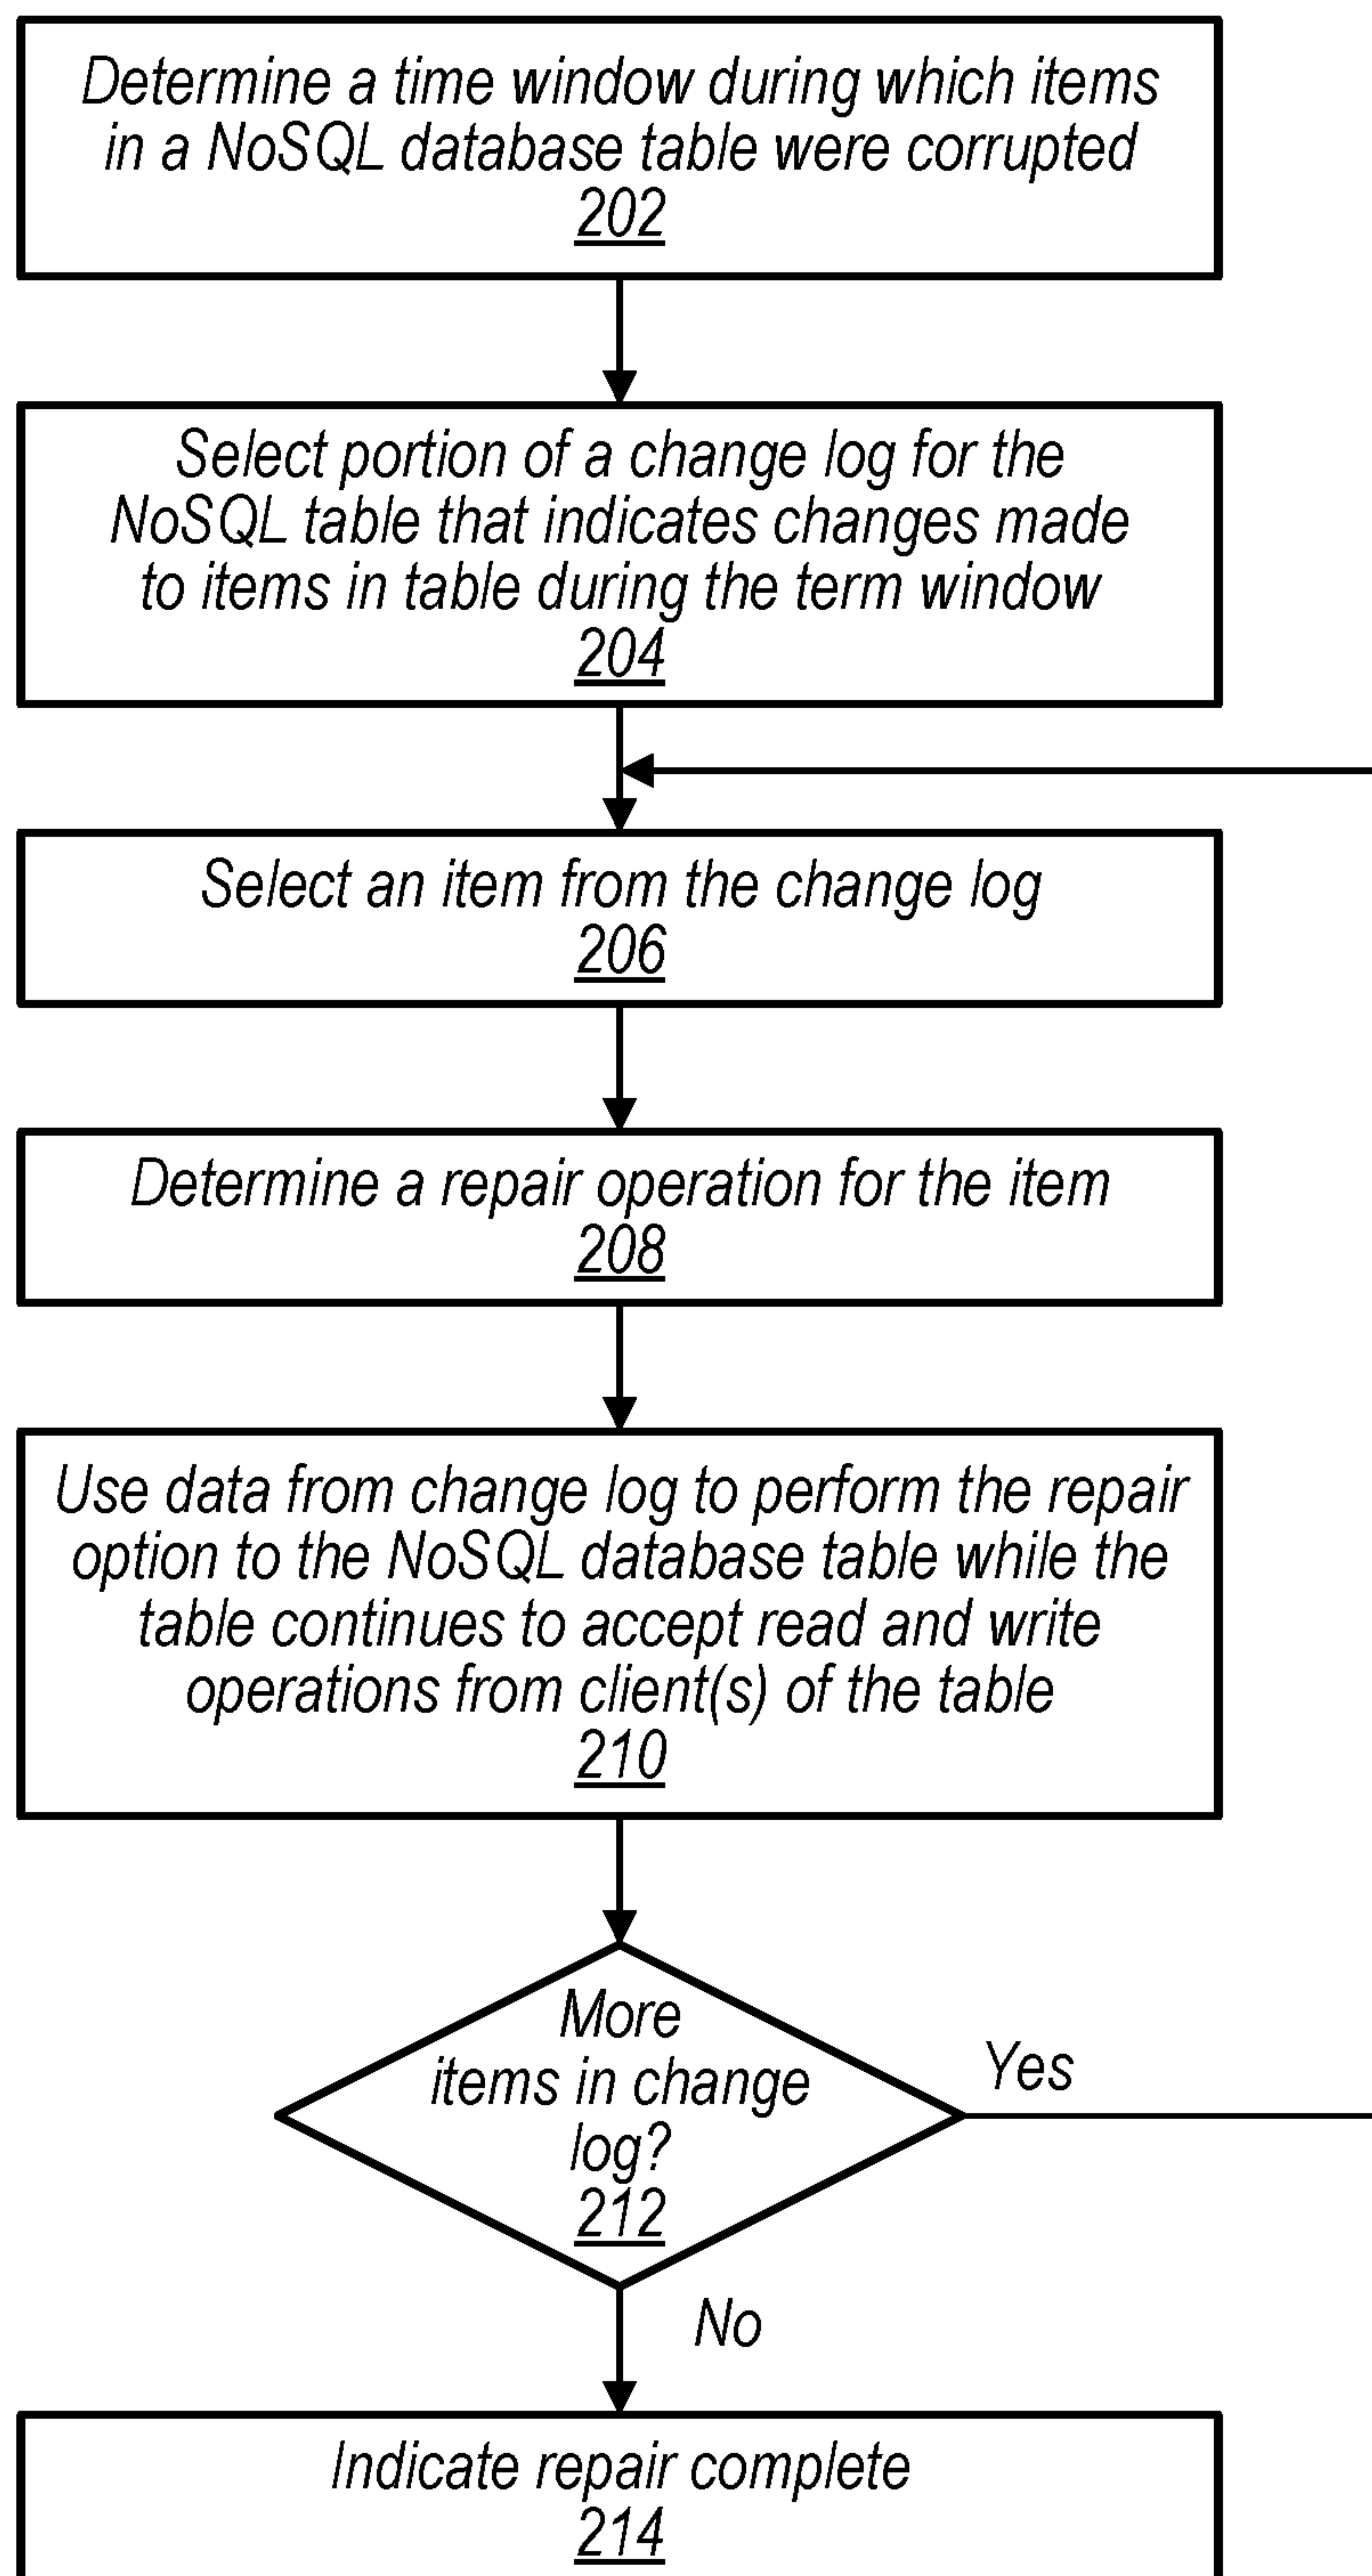 Determine a time window during which items
in a NoSQL database table were corrupted
202
Select portion of a change log for the
NoSQL table that indicates changes made
to items in table during the term window
204
Select an item from the change log
206
Determine a repair operation for the item
208
Use data from change log to perform the repair
option to the NoSQL database table while the
table continues to accept read and write
operations from client(s) of the table
210
More
items in change
log?
212
Yes
No
Indicate repair complete
214